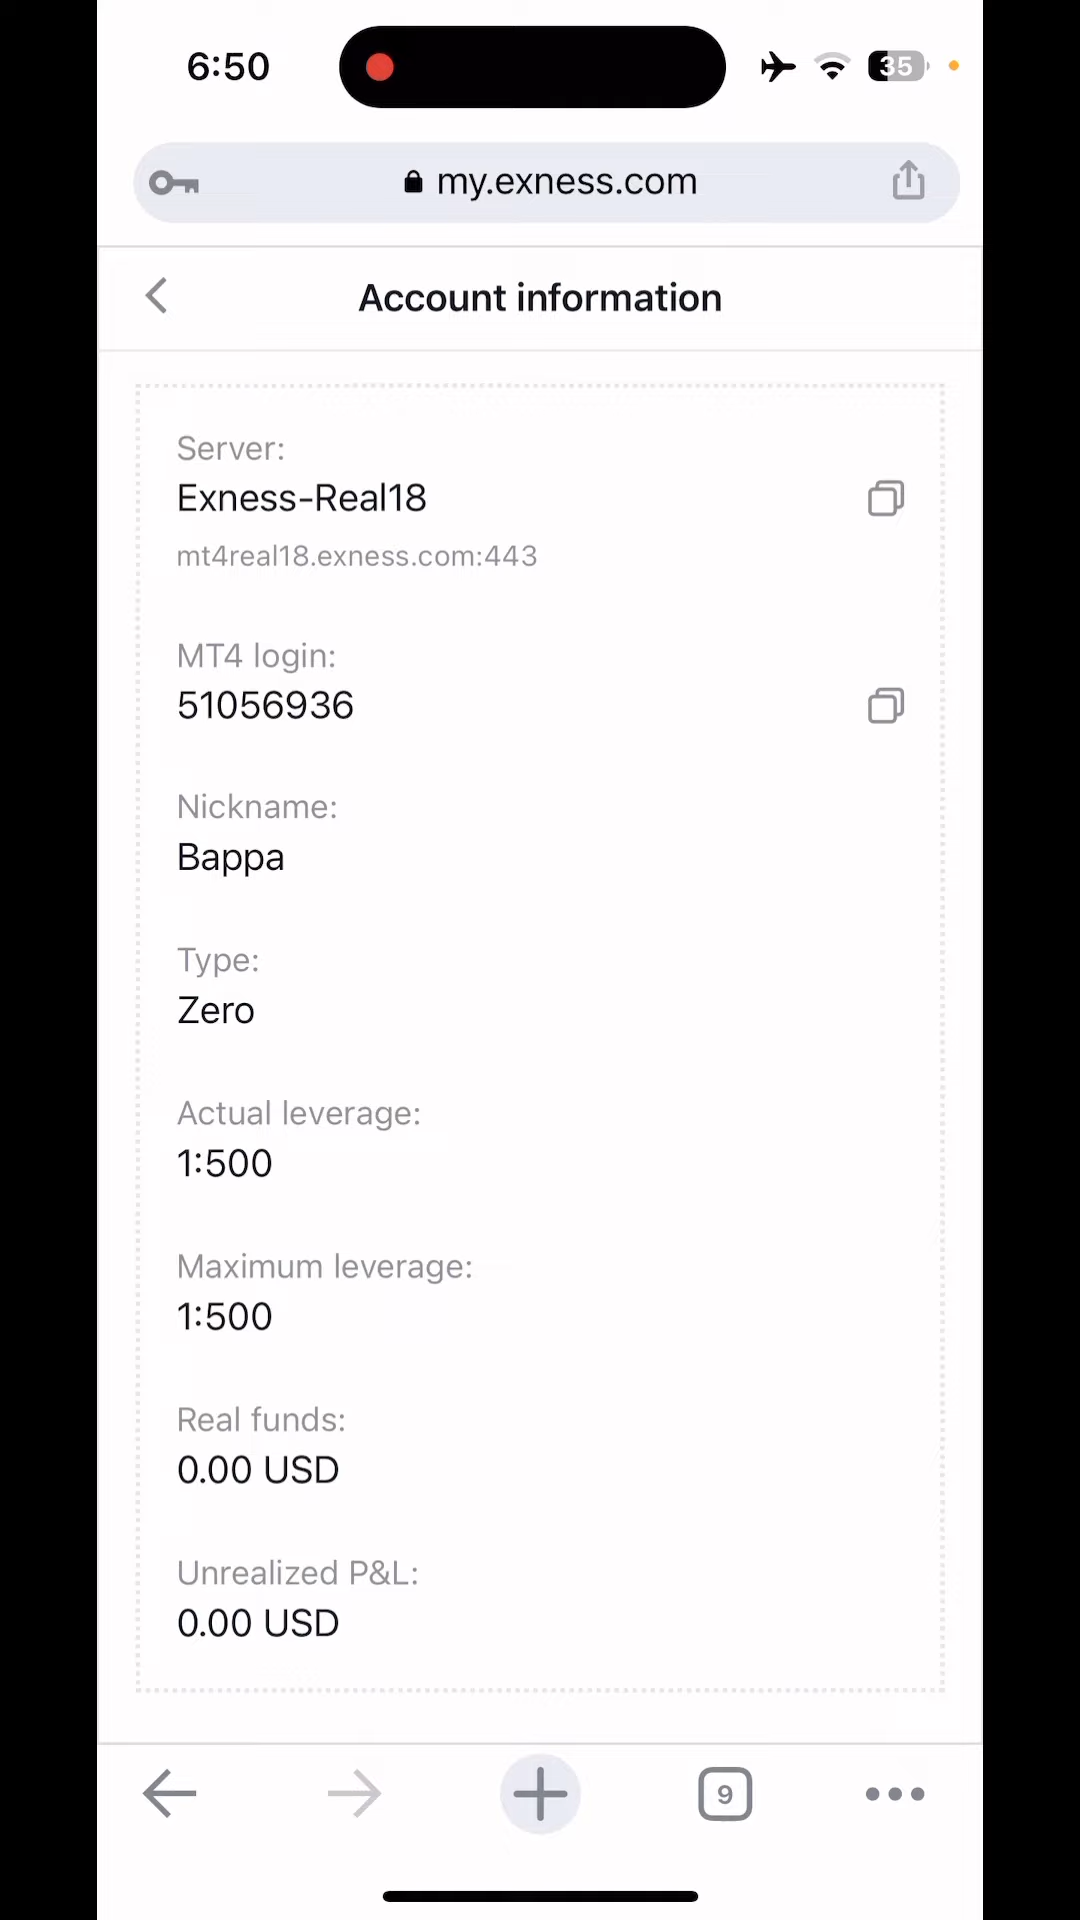 6:50
35
my.exness.com
Account information
Server:
Exness-Real18
mt4real18.exness.com:443
MT4 login:
51056936
Nickname:
Bappa
Type:
Zero
Actual leverage:
1:500
Maximum leverage:
1:500
Real funds:
0.00 USD
Unrealized P&L:
0.00 USD
9